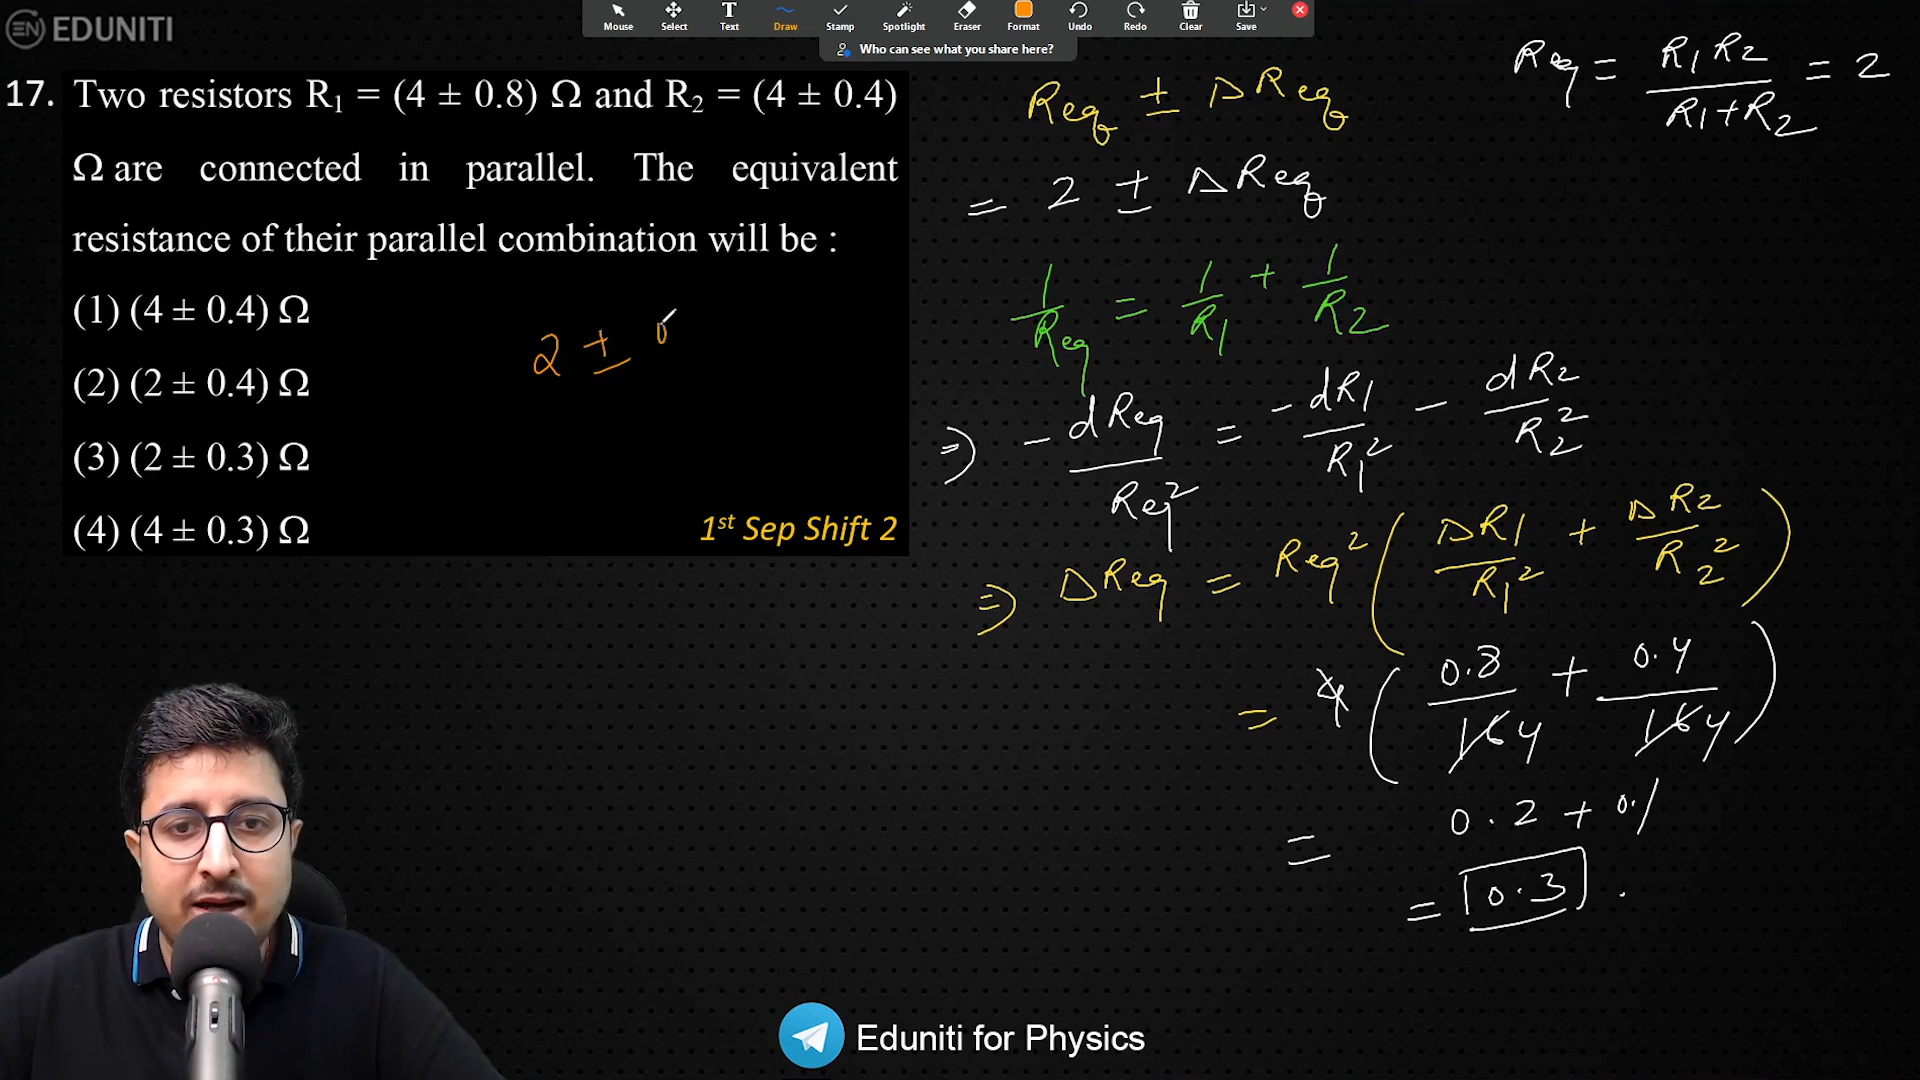 EN EDUNITI
Mouse Select Text Draw Stamp Spotlight Eraser Format Undo Redo Clear Save
Who can see what you share here?
17. Two resistors R₁ = (4 ± 0.8) Ω and R₂ = (4 ± 0.4)
Ω are connected in parallel. The equivalent
resistance of their parallel combination will be :
(1) (4 ± 0.4) Ω
(2) (2 ± 0.4) Ω
(3) (2 ± 0.3) Ω
(4) (4 ± 0.3) Ω
1st Sep Shift 2
2 ±
Req = R1 R2 / R1+R2 = 2
Req ± ΔReq
= 2 ± ΔReq
1/Req = 1/R1 + 1/R2
⇒ - dReq/Req² = - dR1/R1² - dR2/R2²
⇒ ΔReq = Req² ( ΔR1/R1² + ΔR2/R2² )
= 4 ( 0.8/16 4 + 0.4/16 4 )
= 0.2 + 0.1
= 0.3
Eduniti for Physics